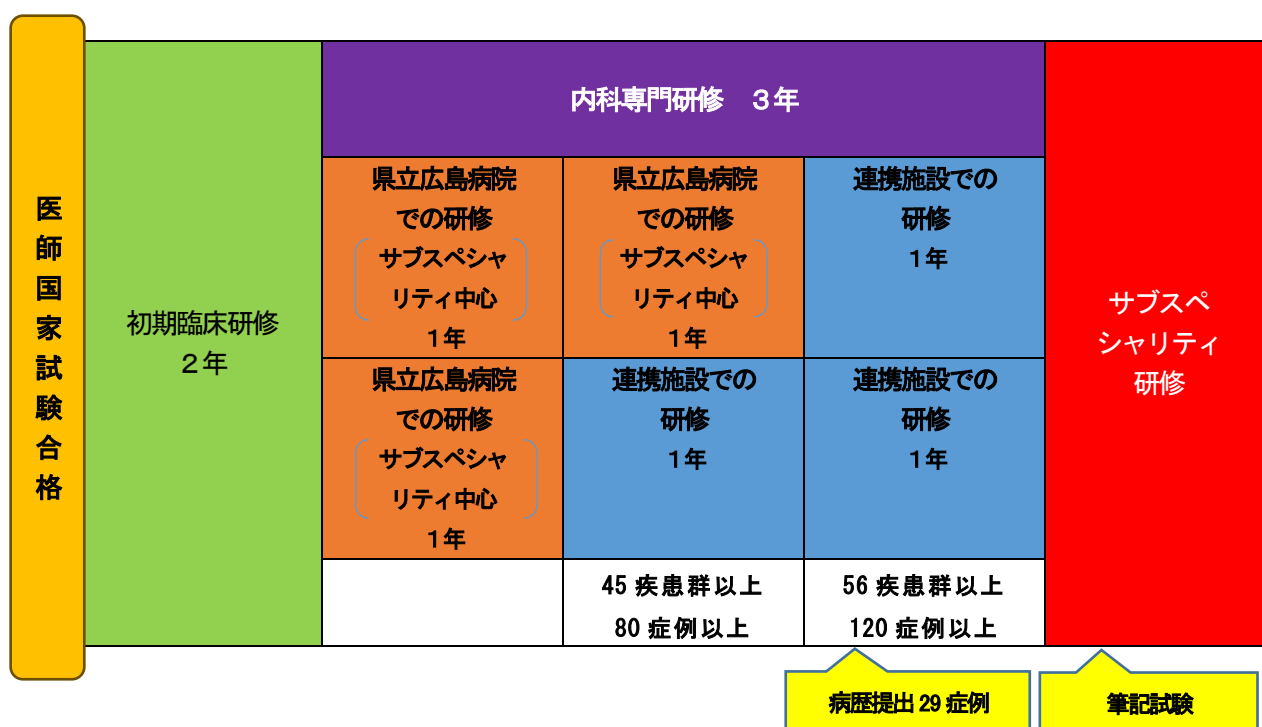 医師国家試験合格
初期臨床研修
２年
内科専門研修　３年
県立広島病院
での研修
サブスペシャ
リティ中心
１年
県立広島病院
での研修
サブスペシャ
リティ中心
１年
連携施設での
研修
１年
県立広島病院
での研修
サブスペシャ
リティ中心
１年
連携施設での
研修
１年
連携施設での
研修
１年
45 疾患群以上
80 症例以上
56 疾患群以上
120 症例以上
サブスペ
シャリティ
研修
病歴提出 29 症例
筆記試験